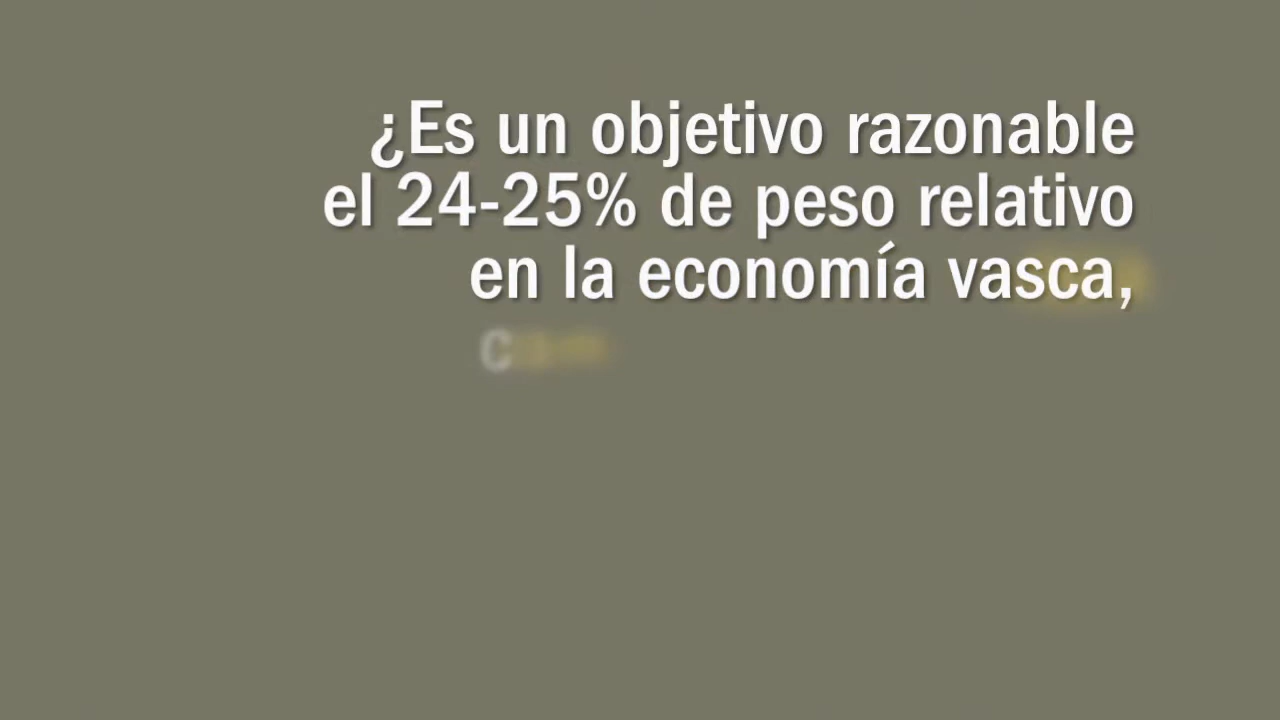 ¿Es un objetivo razonable
el 24-25% de peso relativo
en la economía vasca,